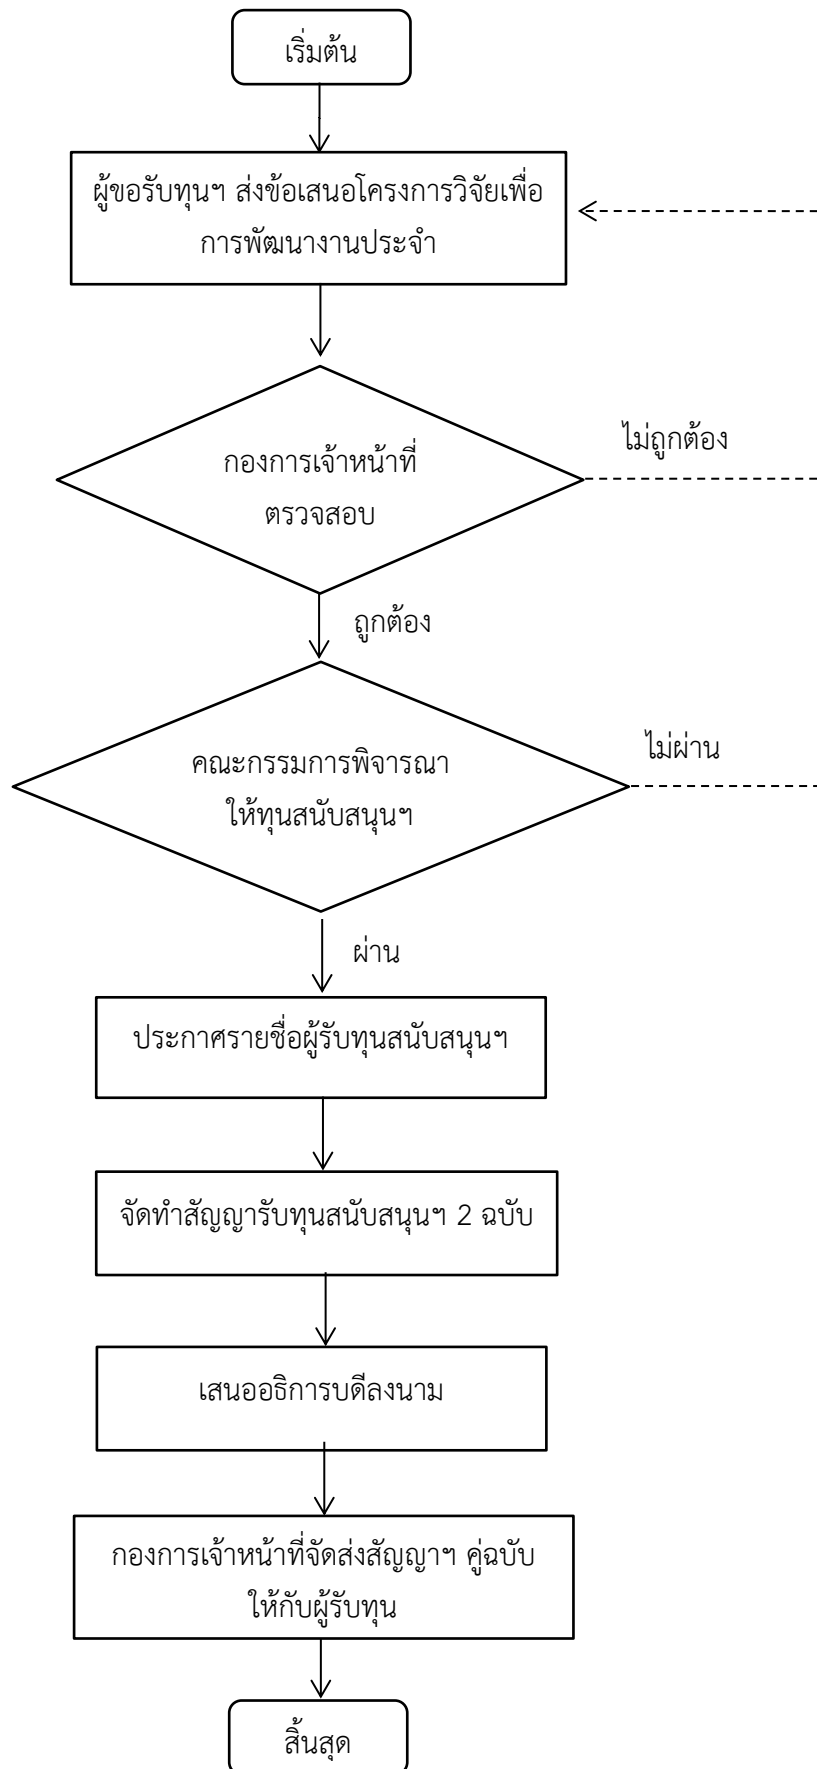 เริ่มต้น
ผู้ขอรับทุนฯ ส่งข้อเสนอโครงการวิจัยเพื่อ
การพัฒนางานประจำ
กองการเจ้าหน้าที่
ตรวจสอบ
ไม่ถูกต้อง
ถูกต้อง
คณะกรรมการพิจารณา
ให้ทุนสนับสนุนฯ
ไม่ผ่าน
ผ่าน
ประกาศรายชื่อผู้รับทุนสนับสนุนฯ
จัดทำสัญญารับทุนสนับสนุนฯ 2 ฉบับ
เสนออธิการบดีลงนาม
กองการเจ้าหน้าที่จัดส่งสัญญาฯ คู่ฉบับ
ให้กับผู้รับทุน
สิ้นสุด